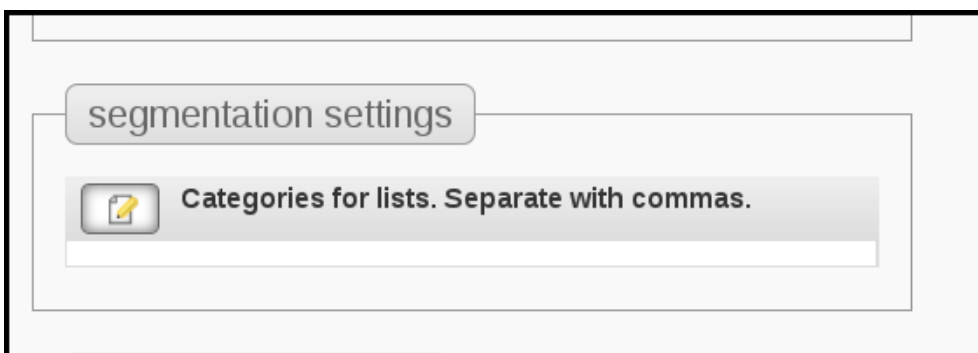 segmentation settings
Categories for lists. Separate with commas.